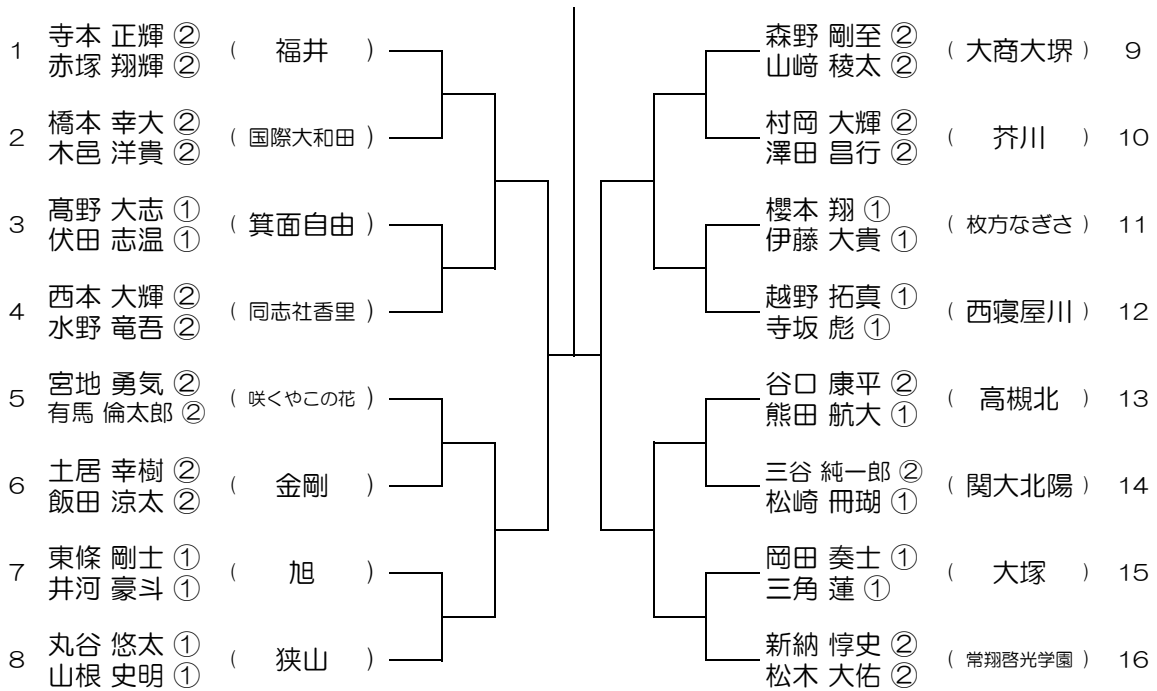 1 寺本 正輝 ② ( 福井 )
赤塚 翔輝 ②
2 橋本 幸大 ② ( 国際大和田 )
木邑 洋貴 ②
3 髙野 大志 ① ( 箕面自由 )
伏田 志温 ①
4 西本 大輝 ② ( 同志社香里 )
水野 竜吾 ②
5 宮地 勇気 ② ( 咲くやこの花 )
有馬 倫太郎 ②
6 土居 幸樹 ② ( 金剛 )
飯田 涼太 ②
7 東條 剛士 ① ( 旭 )
井河 豪斗 ①
8 丸谷 悠太 ① ( 狭山 )
山根 史明 ①
森野 剛至 ② ( 大商大堺 ) 9
山﨑 稜太 ②
村岡 大輝 ② ( 芥川 ) 10
澤田 昌行 ②
櫻本 翔 ① ( 枚方なぎさ ) 11
伊藤 大貴 ①
越野 拓真 ① ( 西寝屋川 ) 12
寺坂 彪 ①
谷口 康平 ② ( 高槻北 ) 13
熊田 航大 ①
三谷 純一郎 ② ( 関大北陽 ) 14
松崎 冊瑚 ①
岡田 奏士 ① ( 大塚 ) 15
三角 蓮 ①
新納 惇史 ② ( 常翔啓光学園 ) 16
松木 大佑 ②